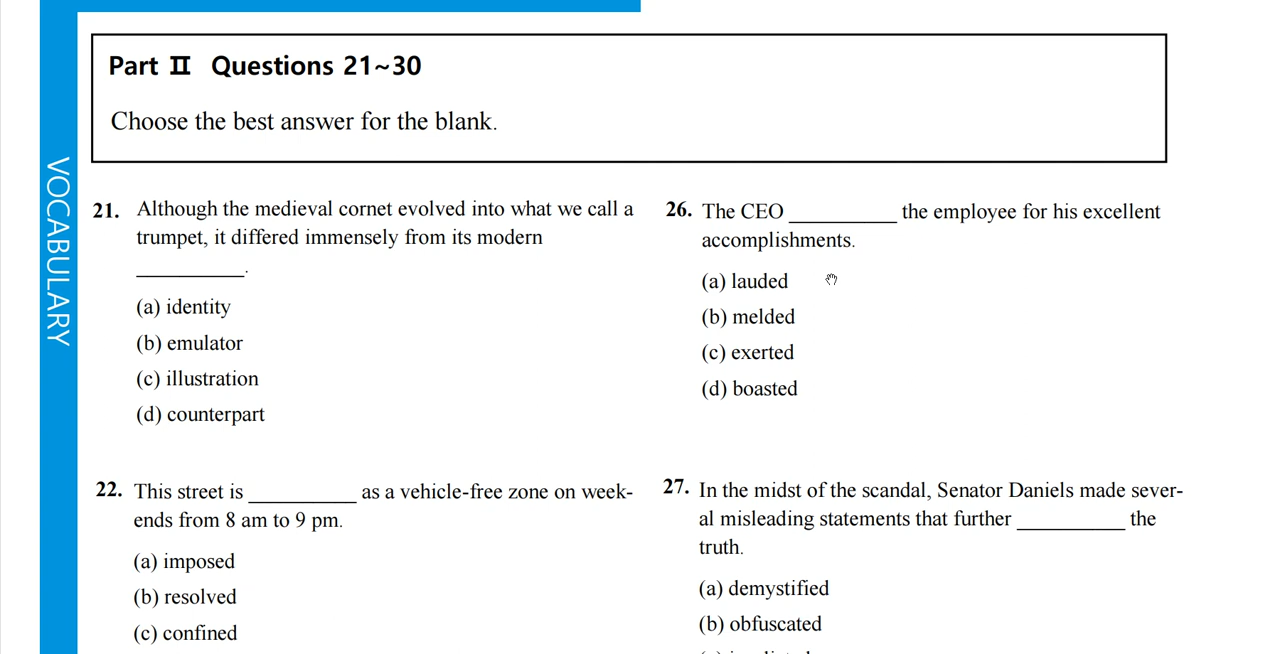 VOCABULARY
Part Ⅱ Questions 21~30
Choose the best answer for the blank.
21. Although the medieval cornet evolved into what we call a
trumpet, it differed immensely from its modern
__________.
(a) identity
(b) emulator
(c) illustration
(d) counterpart
22. This street is __________ as a vehicle-free zone on week-
ends from 8 am to 9 pm.
(a) imposed
(b) resolved
(c) confined
26. The CEO __________ the employee for his excellent
accomplishments.
(a) lauded
(b) melded
(c) exerted
(d) boasted
27. In the midst of the scandal, Senator Daniels made sever-
al misleading statements that further __________ the
truth.
(a) demystified
(b) obfuscated